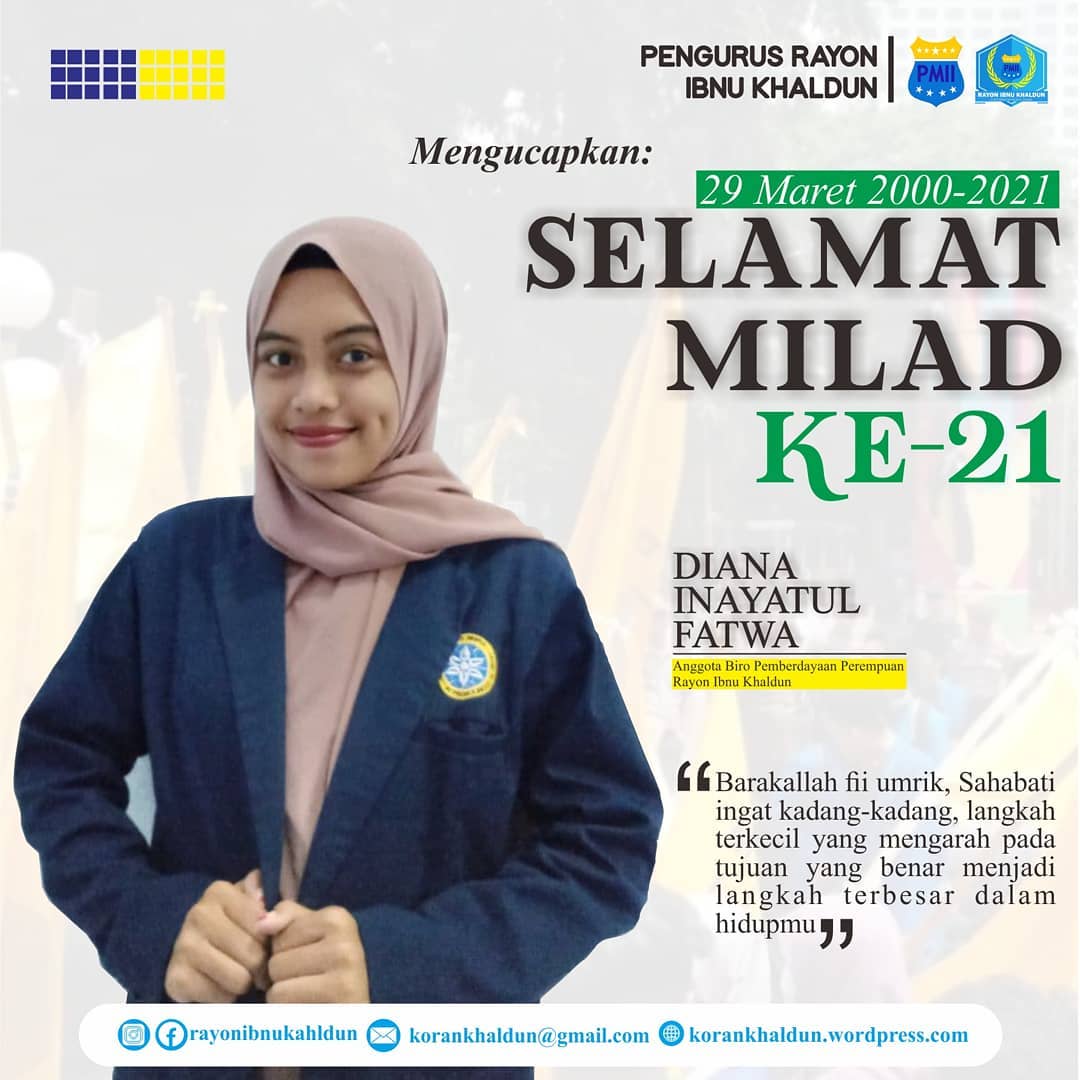 PENGURUS RAYON
IBNU KHALDUN
PMII
PMII
RAYON IBNU KHALDUN
Mengucapkan:
29 Maret 2000-2021
SELAMAT
MILAD
KE-21
DIANA
INAYATUL
FATWA
Anggota Biro Pemberdayaan Perempuan
Rayon Ibnu Khaldun
“Barakallah fii umrik, Sahabati
ingat kadang-kadang, langkah
terkecil yang mengarah pada
tujuan yang benar menjadi
langkah terbesar dalam
hidupmu”
rayonibnukahldun
korankhaldun@gmail.com
korankhaldun.wordpress.com